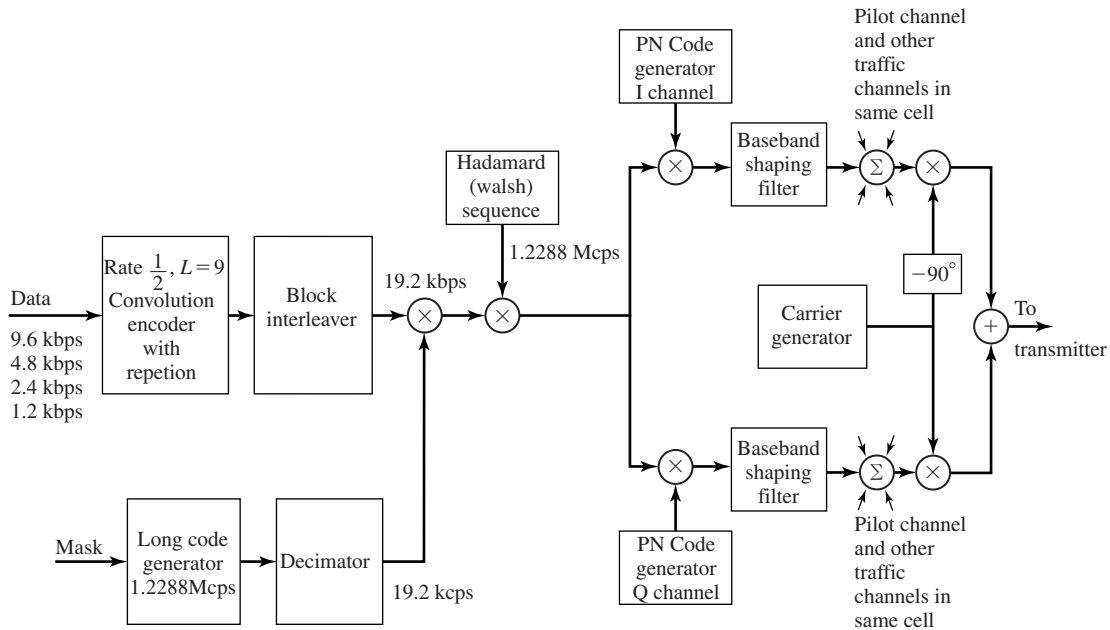 Pilot channel
and other
traffic
channels in
same cell
PN Code
generator
I channel
Baseband
shaping
filter
Σ
×
×
Hadamard
(walsh)
sequence
1.2288 Mcps
Rate 1/2, L=9
Convolution
encoder
with
repetion
Block
interleaver
19.2 kbps
×
×
−90°
Data
9.6 kbps
4.8 kbps
2.4 kbps
1.2 kbps
Carrier
generator
+
To
transmitter
Baseband
shaping
filter
×
Σ
×
Mask
Long code
generator
1.2288Mcps
Decimator
19.2 kcps
PN Code
generator
Q channel
Pilot channel
and other
traffic
channels in
same cell